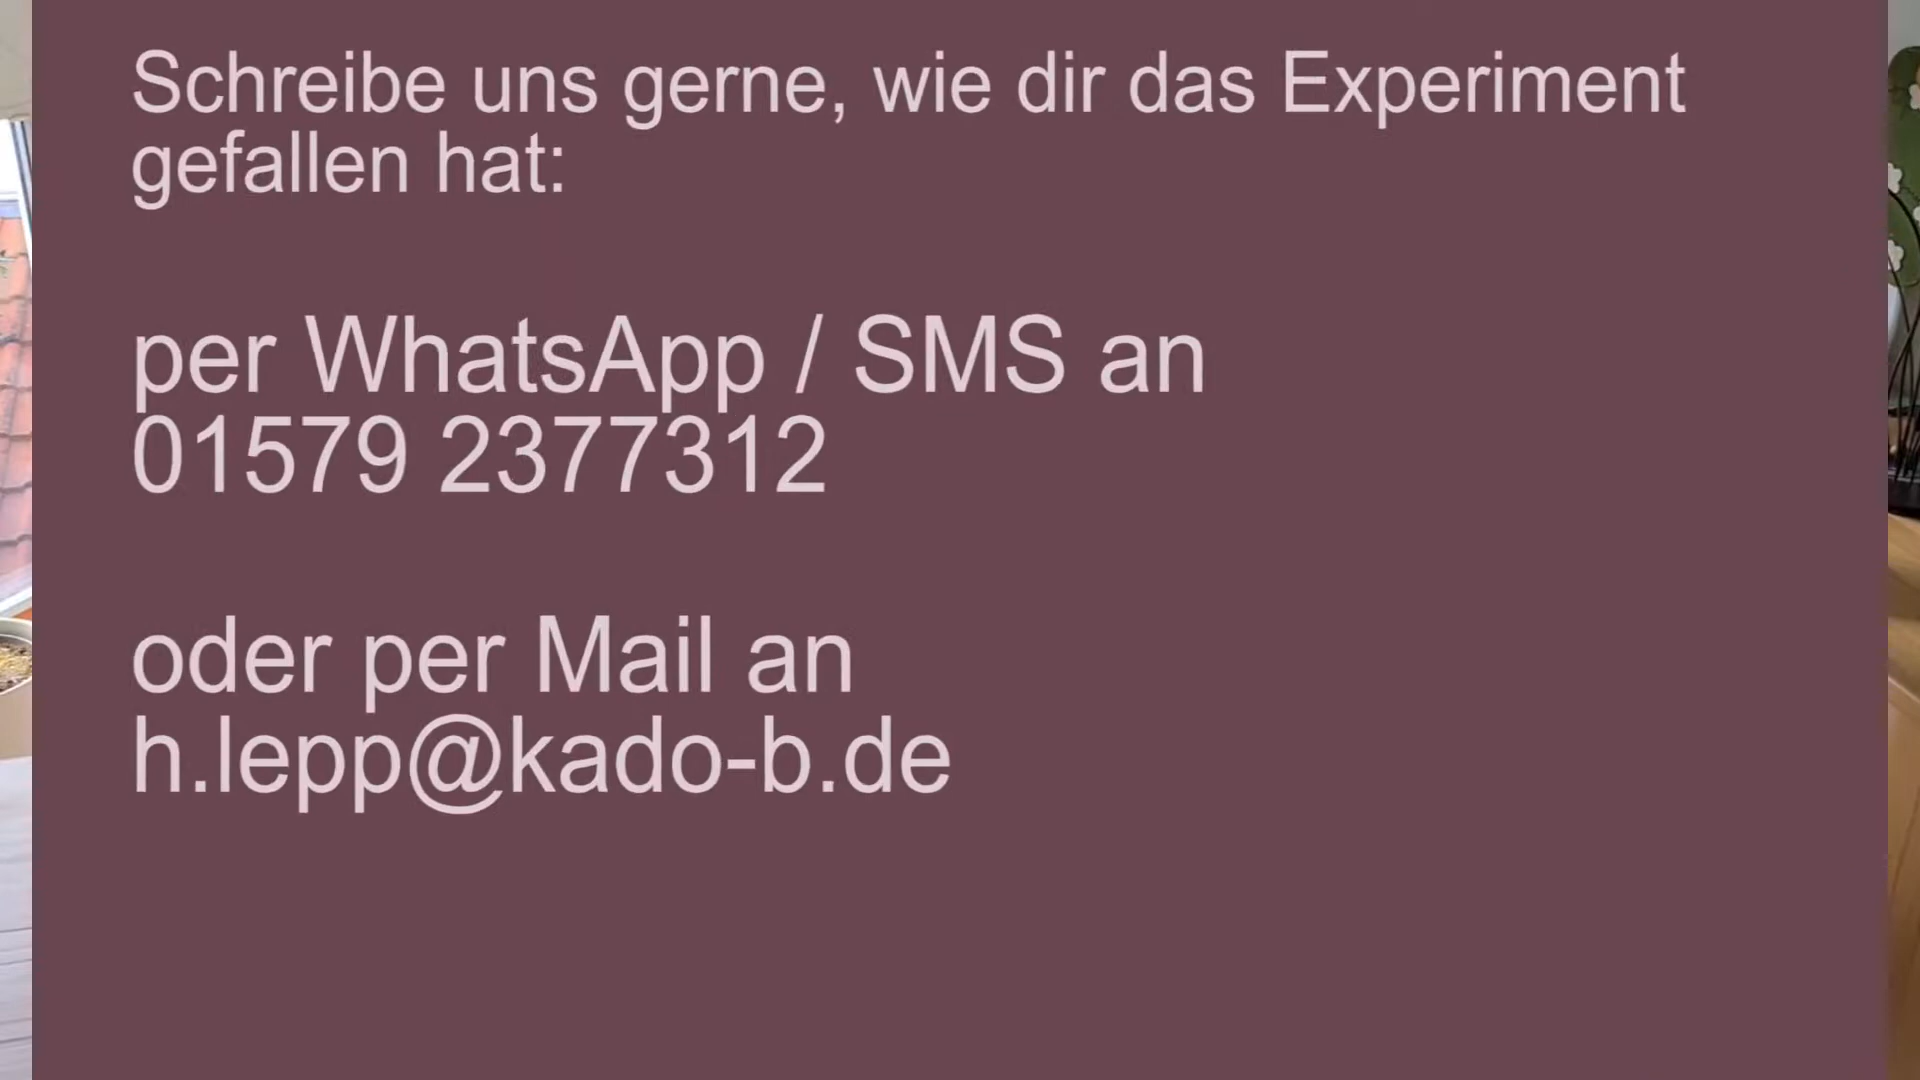 Schreibe uns gerne, wie dir das Experiment
gefallen hat:
per WhatsApp / SMS an
01579 2377312
oder per Mail an
h.lepp@kado-b.de